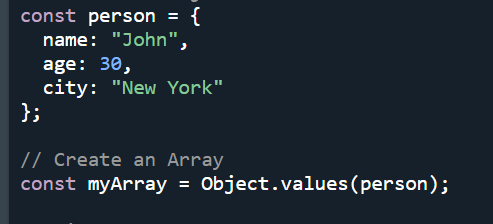 const person = {
  name: "John",
  age: 30,
  city: "New York"
};

// Create an Array
const myArray = Object.values(person);